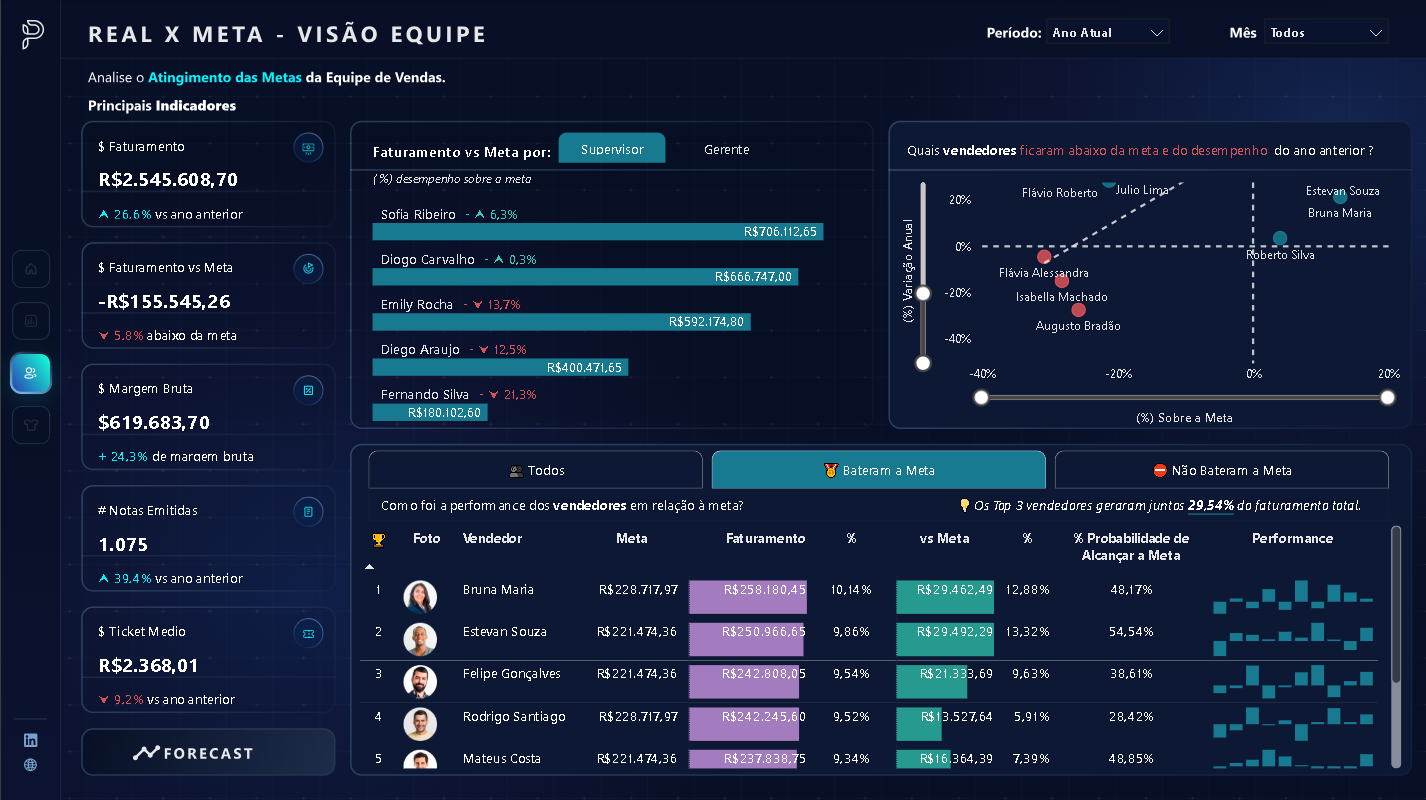 REAL X META - VISÃO EQUIPE
Período: Ano Atual
Mês Todos
Analise o Atingimento das Metas da Equipe de Vendas.
Principais Indicadores
$ Faturamento
R$2.545.608,70
26,6% vs ano anterior
$ Faturamento vs Meta
-R$155.545,26
5,8% abaixo da meta
$ Margem Bruta
$619.683,70
+ 24,3% de margem bruta
# Notas Emitidas
1.075
39,4% vs ano anterior
$ Ticket Medio
R$2.368,01
9,2% vs ano anterior
FORECAST
Faturamento vs Meta por: Supervisor Gerente
(%) desempenho sobre a meta
Sofia Ribeiro - 6,3%
R$706.112,65
Diogo Carvalho - 0,3%
R$666.747,00
Emily Rocha - 13,7%
R$592.174,80
Diego Araujo - 12,5%
R$400.471,65
Fernando Silva - 21,3%
R$180.102,60
Quais vendedores ficaram abaixo da meta e do desempenho do ano anterior ?
(%) Variação Anual
20%
0%
-20%
-40%
Flávio Roberto
Julio Lima
Estevan Souza
Bruna Maria
Roberto Silva
Flávia Alessandra
Isabella Machado
Augusto Bradão
-40% -20% 0% 20%
(%) Sobre a Meta
Todos
Bateram a Meta
Não Bateram a Meta
Como foi a performance dos vendedores em relação à meta?
Os Top 3 vendedores geraram juntos 29,54% do faturamento total.
Foto Vendedor Meta Faturamento % vs Meta % % Probabilidade de Alcançar a Meta Performance
1 Bruna Maria R$228.717,97 R$258.180,45 10,14% R$29.462,49 12,88% 48,17%
2 Estevan Souza R$221.474,36 R$250.966,65 9,86% R$29.492,29 13,32% 54,54%
3 Felipe Gonçalves R$221.474,36 R$242.808,05 9,54% R$21.333,69 9,63% 38,61%
4 Rodrigo Santiago R$228.717,97 R$242.245,60 9,52% R$13.527,64 5,91% 28,42%
5 Mateus Costa R$221.474,36 R$237.838,75 9,34% R$16.364,39 7,39% 48,85%